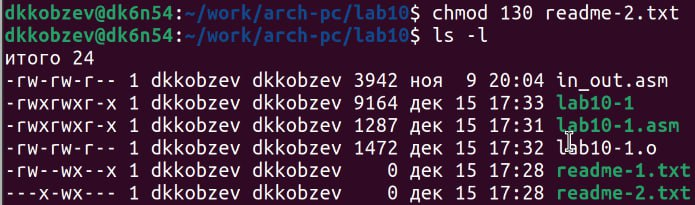 dkkobzev@dk6n54:~/work/arch-pc/lab10$ chmod 130 readme-2.txt
dkkobzev@dk6n54:~/work/arch-pc/lab10$ ls -l
итого 24
-rw-rw-r-- 1 dkkobzev dkkobzev 3942 ноя  9 20:04 in_out.asm
-rwxrwxr-x 1 dkkobzev dkkobzev 9164 дек 15 17:33 lab10-1
-rwxrwxr-x 1 dkkobzev dkkobzev 1287 дек 15 17:31 lab10-1.asm
-rw-rw-r-- 1 dkkobzev dkkobzev 1472 дек 15 17:32 lab10-1.o
-rw--wx--x 1 dkkobzev dkkobzev    0 дек 15 17:28 readme-1.txt
---x-wx--- 1 dkkobzev dkkobzev    0 дек 15 17:28 readme-2.txt